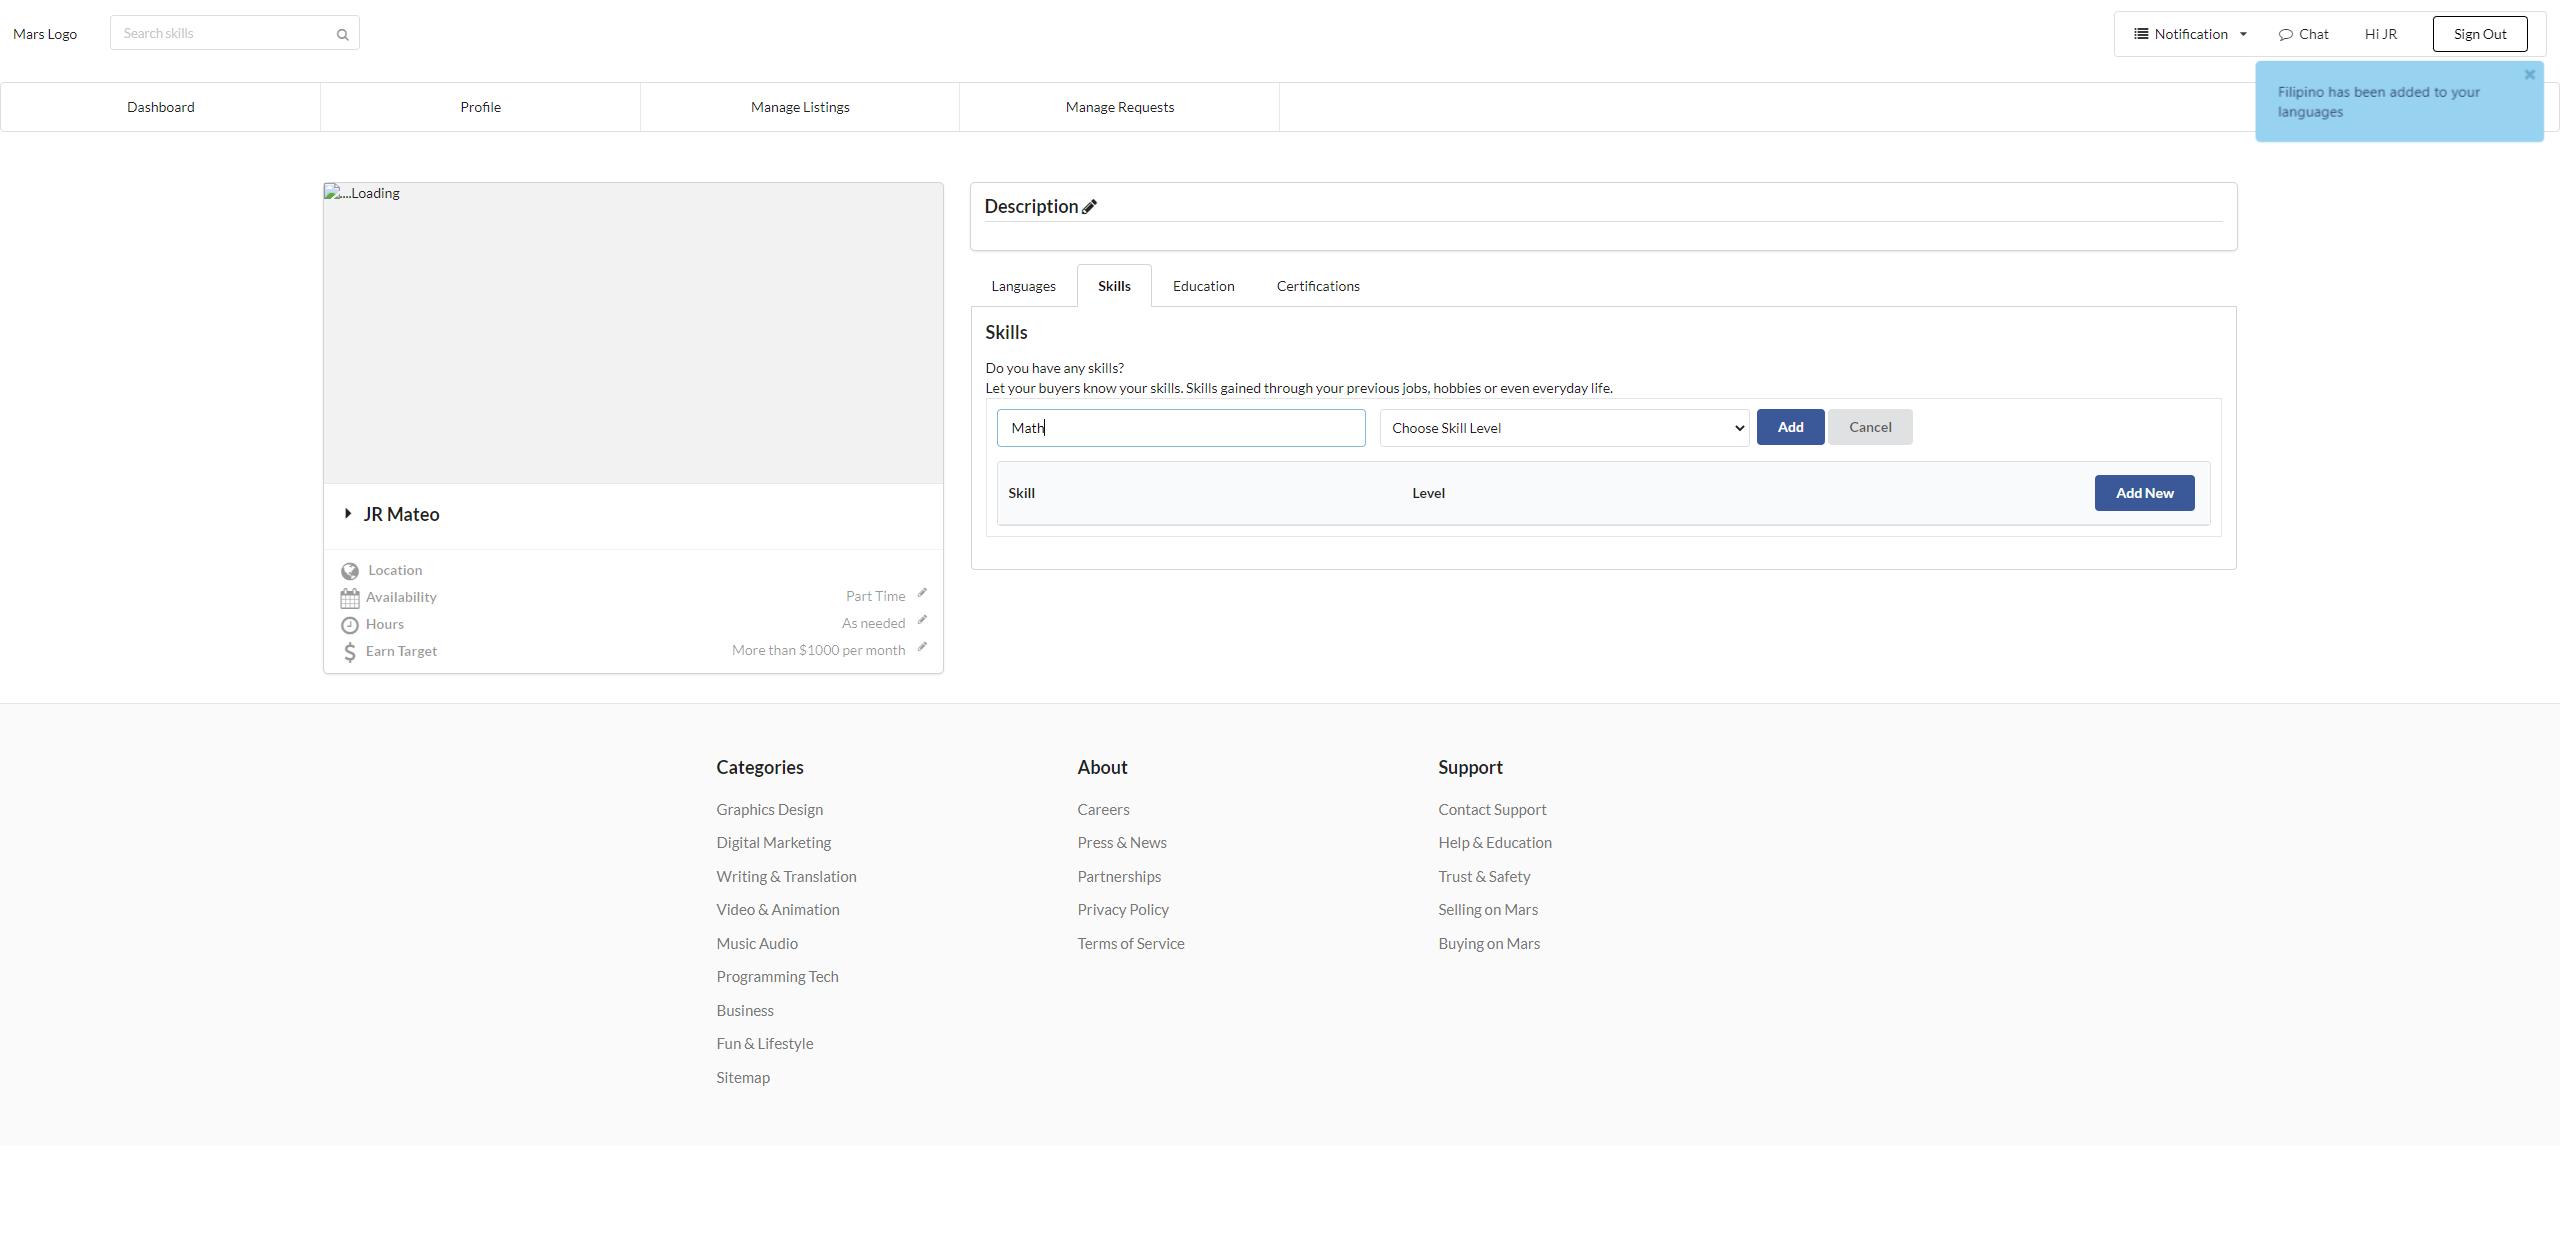 Mars Logo
Search skills
Notification
Chat
Hi JR
Sign Out
Dashboard
Profile
Manage Listings
Manage Requests
Filipino has been added to your
languages
....Loading
JR Mateo
Location
Availability
Part Time
Hours
As needed
Earn Target
More than $1000 per month
Description
Languages
Skills
Education
Certifications
Skills
Do you have any skills?
Let your buyers know your skills. Skills gained through your previous jobs, hobbies or even everyday life.
Math
Choose Skill Level
Add
Cancel
Skill
Level
Add New
Categories
Graphics Design
Digital Marketing
Writing & Translation
Video & Animation
Music Audio
Programming Tech
Business
Fun & Lifestyle
Sitemap
About
Careers
Press & News
Partnerships
Privacy Policy
Terms of Service
Support
Contact Support
Help & Education
Trust & Safety
Selling on Mars
Buying on Mars